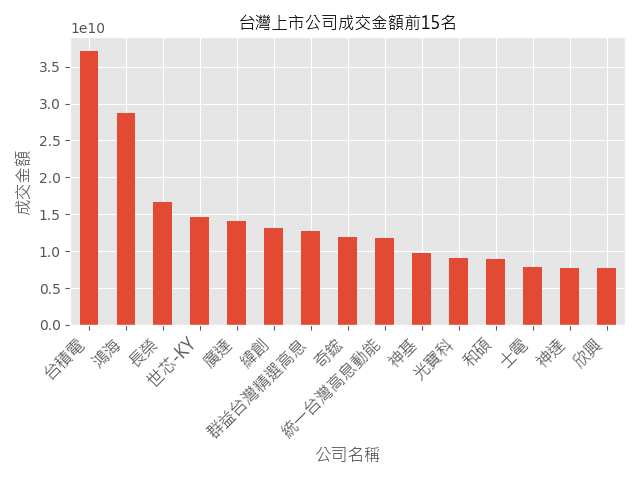 台灣上市公司成交金額前15名
1e10
3.5
3.0
2.5
2.0
1.5
1.0
0.5
0.0
成交金額
台積電
鴻海
長榮
世芯-KY
廣達
緯創
群益台灣精選高息
奇鋐
統一台灣高息動能
神基
光寶科
和碩
士電
神達
欣興
公司名稱